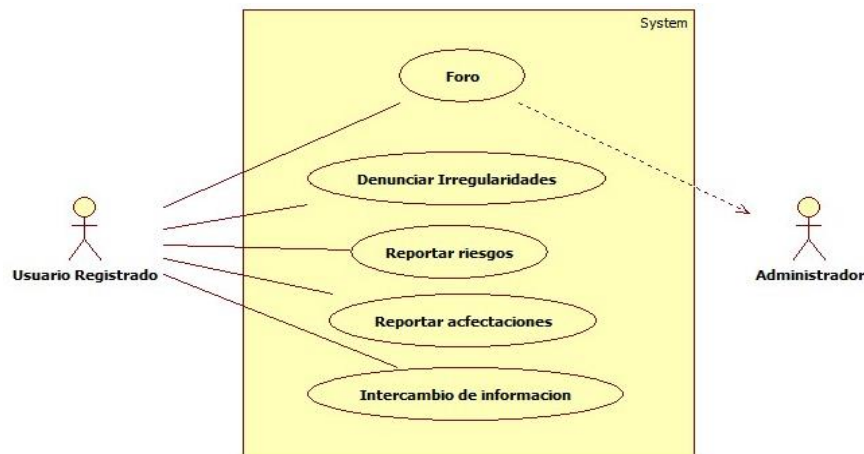 System
Foro
Denunciar Irregularidades
Reportar riesgos
Usuario Registrado
Administrador
Reportar acfectaciones
Intercambio de informacion